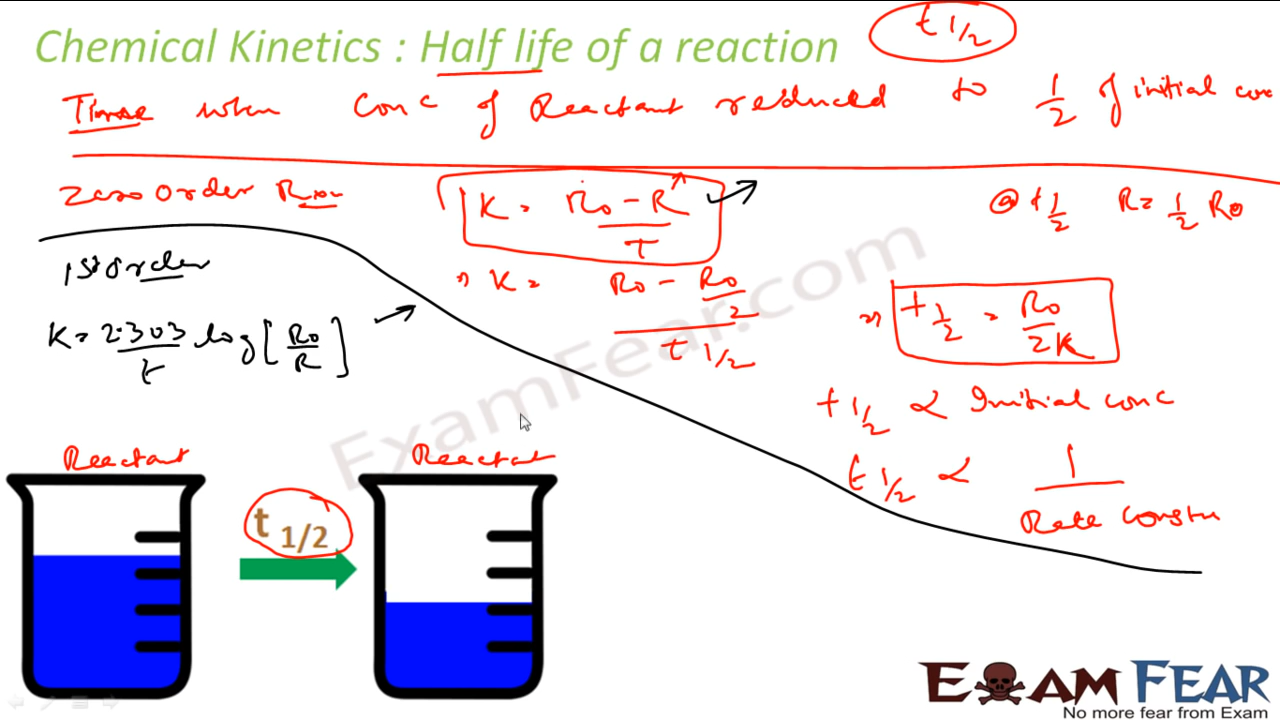 Chemical Kinetics : Half life of a reaction
t 1/2
Time when conc of Reactant reduced to 1/2 of initial conc
Zero Order Rxn
K = R0 - R / T
@ t 1/2 R = 1/2 R0
1st Order
=> K = R0 - R0/2 / t 1/2
=> t 1/2 = R0 / 2K
K = 2.303 / t log [R0 / R]
t 1/2 ∝ Initial conc
t 1/2 ∝ 1 / Rate constn
Reactant
Reactant
t 1/2
ExamFear.com
EXAM FEAR
No more fear from Exam